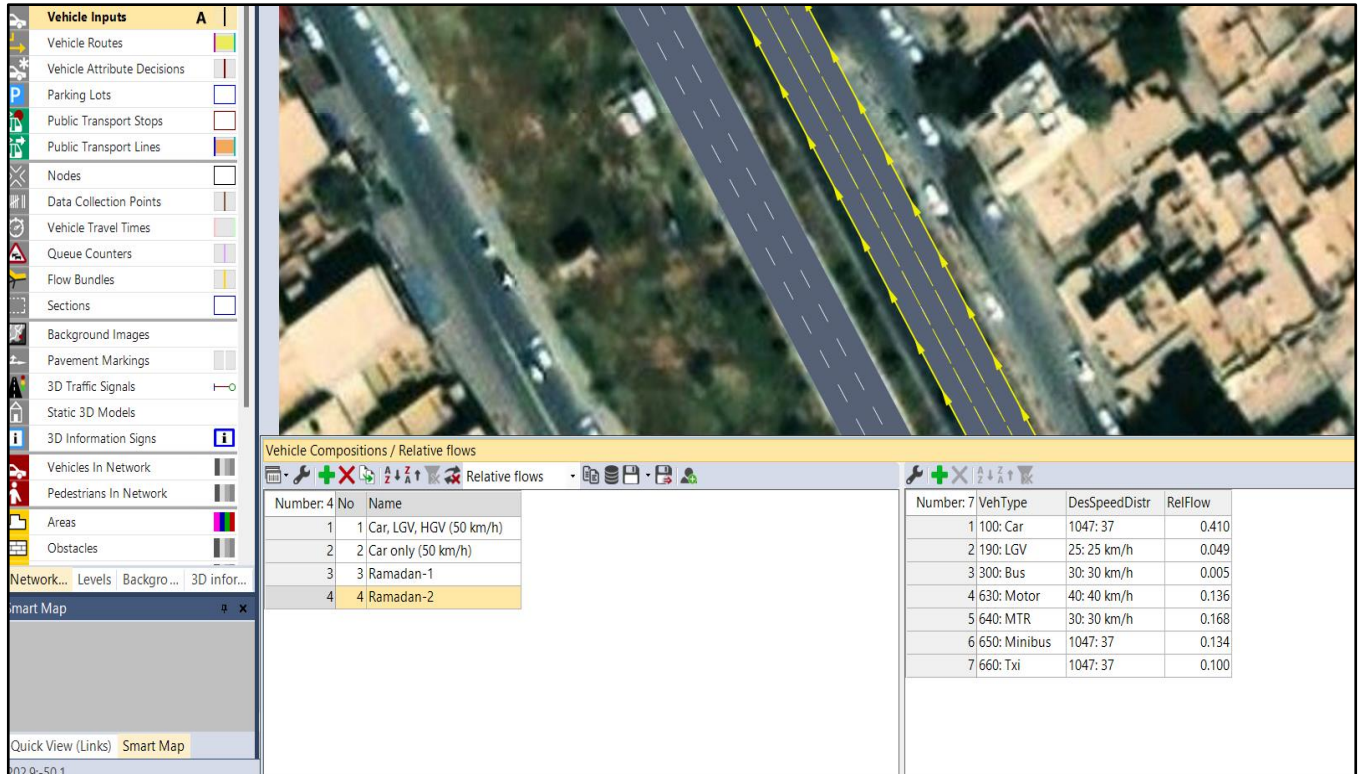 Vehicle Inputs A
Vehicle Routes
Vehicle Attribute Decisions
P Parking Lots
Public Transport Stops
Public Transport Lines
Nodes
Data Collection Points
Vehicle Travel Times
Queue Counters
Flow Bundles
Sections
Background Images
Pavement Markings
3D Traffic Signals
Static 3D Models
i 3D Information Signs i
Vehicles In Network
Pedestrians In Network
Areas
Obstacles
Network... Levels Backgro... 3D infor...
Smart Map
Quick View (Links) Smart Map
Vehicle Compositions / Relative flows
Relative flows
Number: 4 No Name
1 1 Car, LGV, HGV (50 km/h)
2 2 Car only (50 km/h)
3 3 Ramadan-1
4 4 Ramadan-2
Number: 7 VehType DesSpeedDistr RelFlow
1 100: Car 1047: 37 0.410
2 190: LGV 25: 25 km/h 0.049
3 300: Bus 30: 30 km/h 0.005
4 630: Motor 40: 40 km/h 0.136
5 640: MTR 30: 30 km/h 0.168
6 650: Minibus 1047: 37 0.134
7 660: Txi 1047: 37 0.100